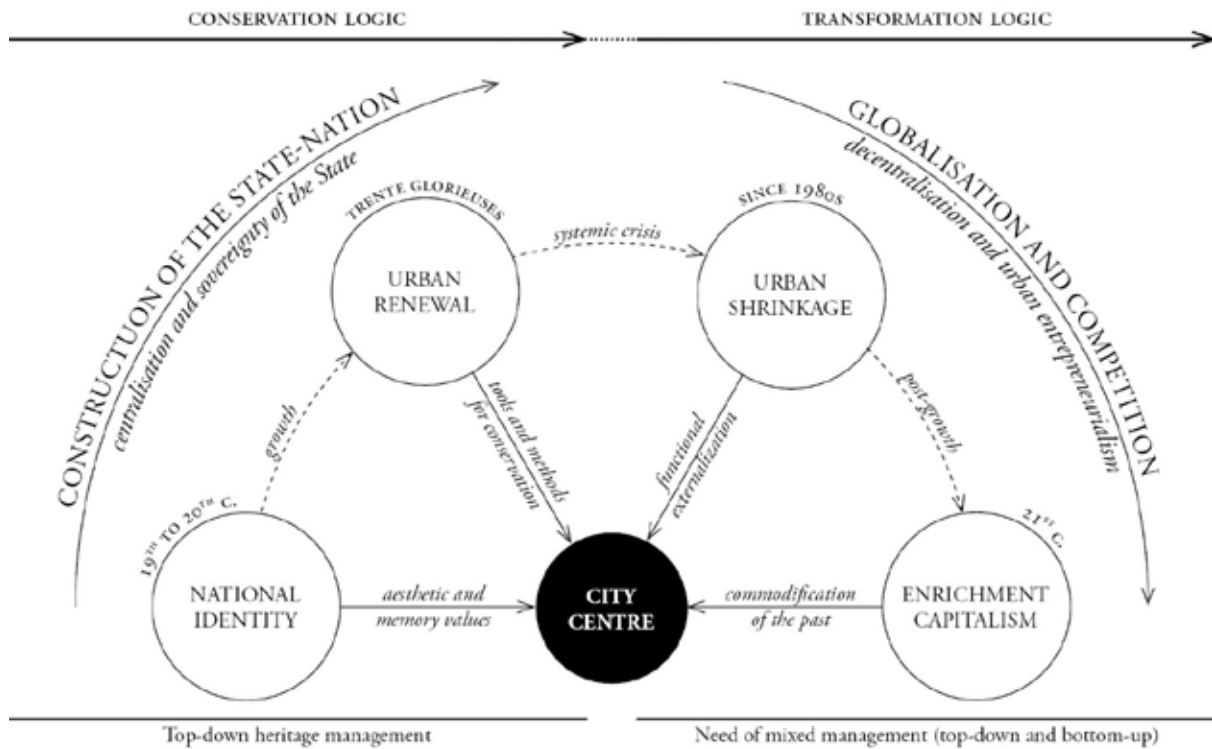 CONSERVATION LOGIC
TRANSFORMATION LOGIC
CONSTRUCTUON OF THE STATE-NATION
centralisation and sovereignty of the State
GLOBALISATION AND COMPETITION
decentralisation and urban entrepreneurialism
TRENTE GLORIEUSES
URBAN
RENEWAL
systemic crisis
SINCE 1980S
URBAN
SHRINKAGE
growth
tools and methods
for conservation
functional
externalization
post-growth
19TH TO 20TH C.
NATIONAL
IDENTITY
aesthetic and
memory values
CITY
CENTRE
commodification
of the past
21ST C.
ENRICHMENT
CAPITALISM
Top-down heritage management
Need of mixed management (top-down and bottom-up)